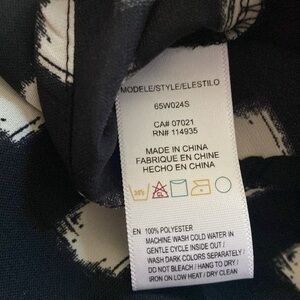 MODELE/STYLE/ELESTILO
65W024S
CA# 07021
RN# 114935
MADE IN CHINA
FABRIQUE EN CHINE
HECHO EN CHINA
EN 100% POLYESTER
MACHINE WASH COLD WATER IN
GENTLE CYCLE INSIDE OUT /
WASH DARK COLORS SEPARATELY /
DO NOT BLEACH / HANG TO DRY /
IRON ON LOW HEAT / DRY CLEAN